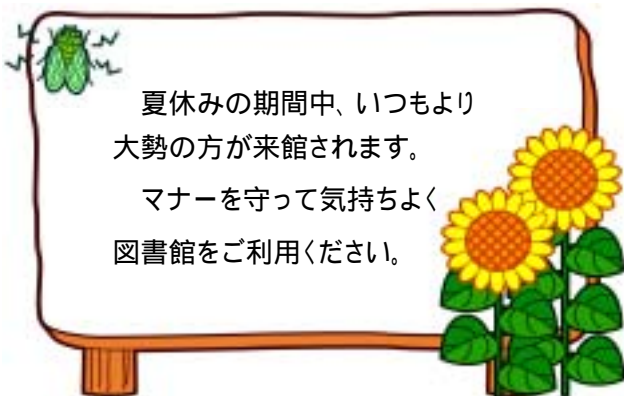 夏休みの期間中、いつもより
大勢の方が来館されます。
　マナーを守って気持ちよく
図書館をご利用ください。